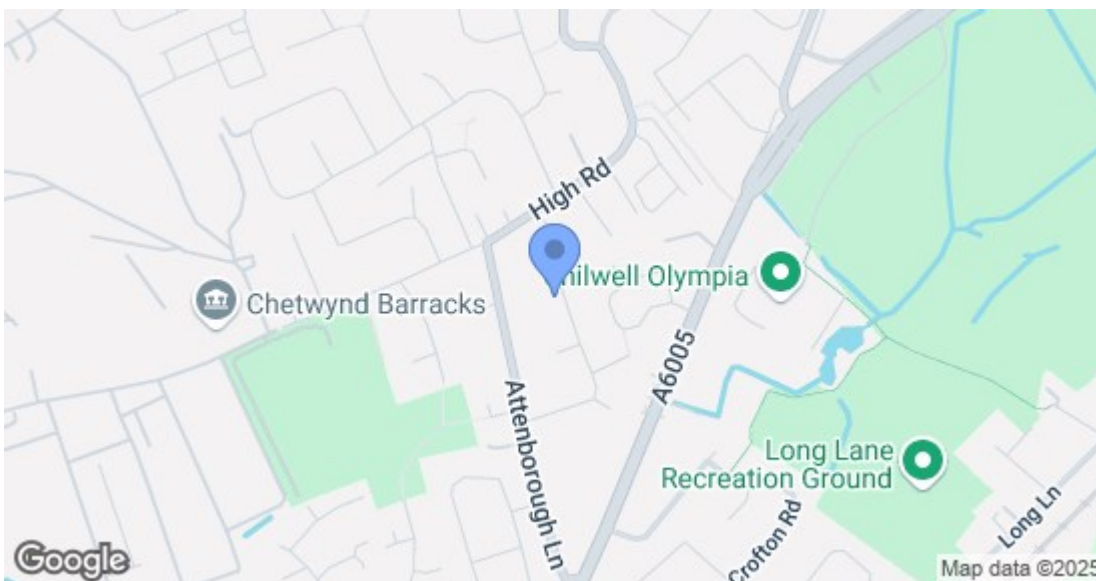 High Rd
hilwell Olympia
Chetwynd Barracks
A6005
Attenborough Ln
Long Lane
Recreation Ground
Long Ln
Crofton Rd
Google
Map data ©2025